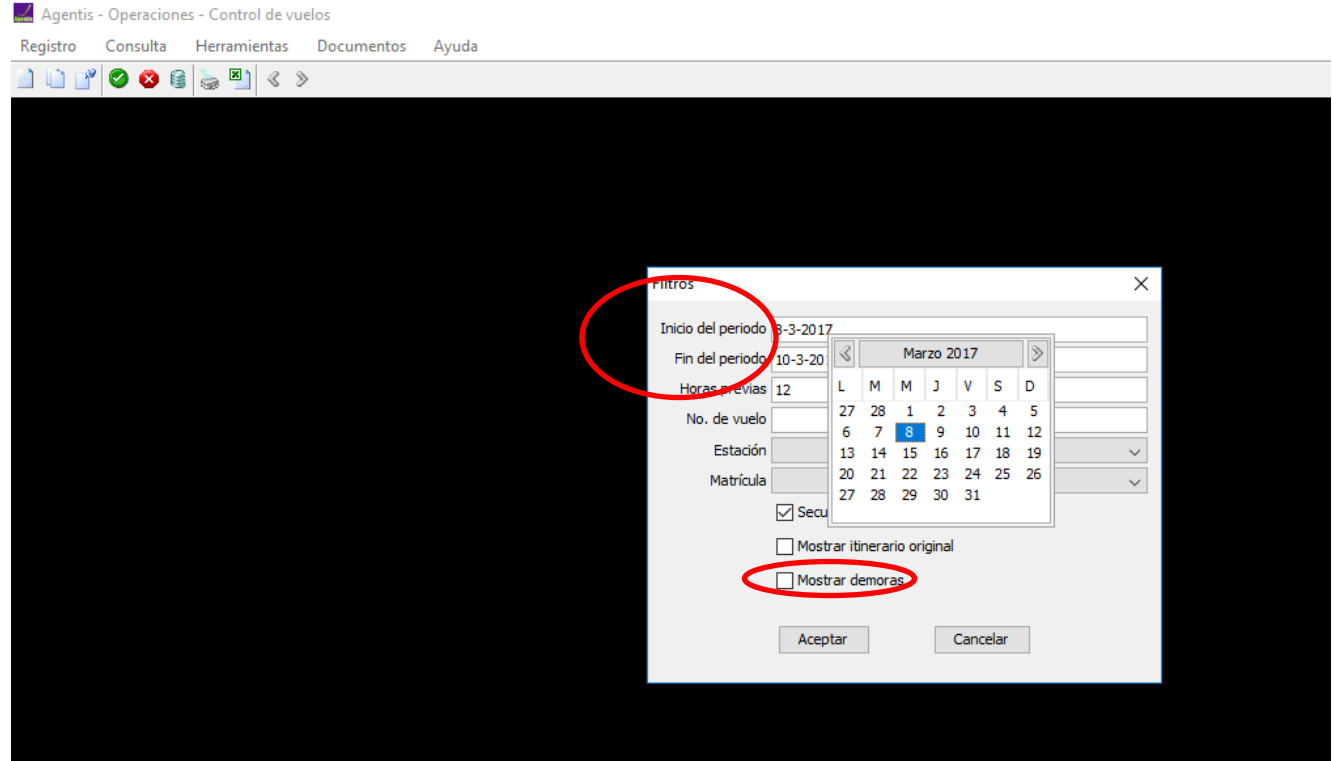 Agentis - Operaciones - Control de vuelos
Registro Consulta Herramientas Documentos Ayuda
Filtros
Inicio del periodo 8-3-2017
Fin del periodo 10-3-20
Marzo 2017
Horas previas 12
L M M J V S D
27 28 1 2 3 4 5
No. de vuelo
6 7 8 9 10 11 12
Estación
13 14 15 16 17 18 19
Matrícula
20 21 22 23 24 25 26
27 28 29 30 31
Secu
Mostrar itinerario original
Mostrar demoras
Aceptar Cancelar